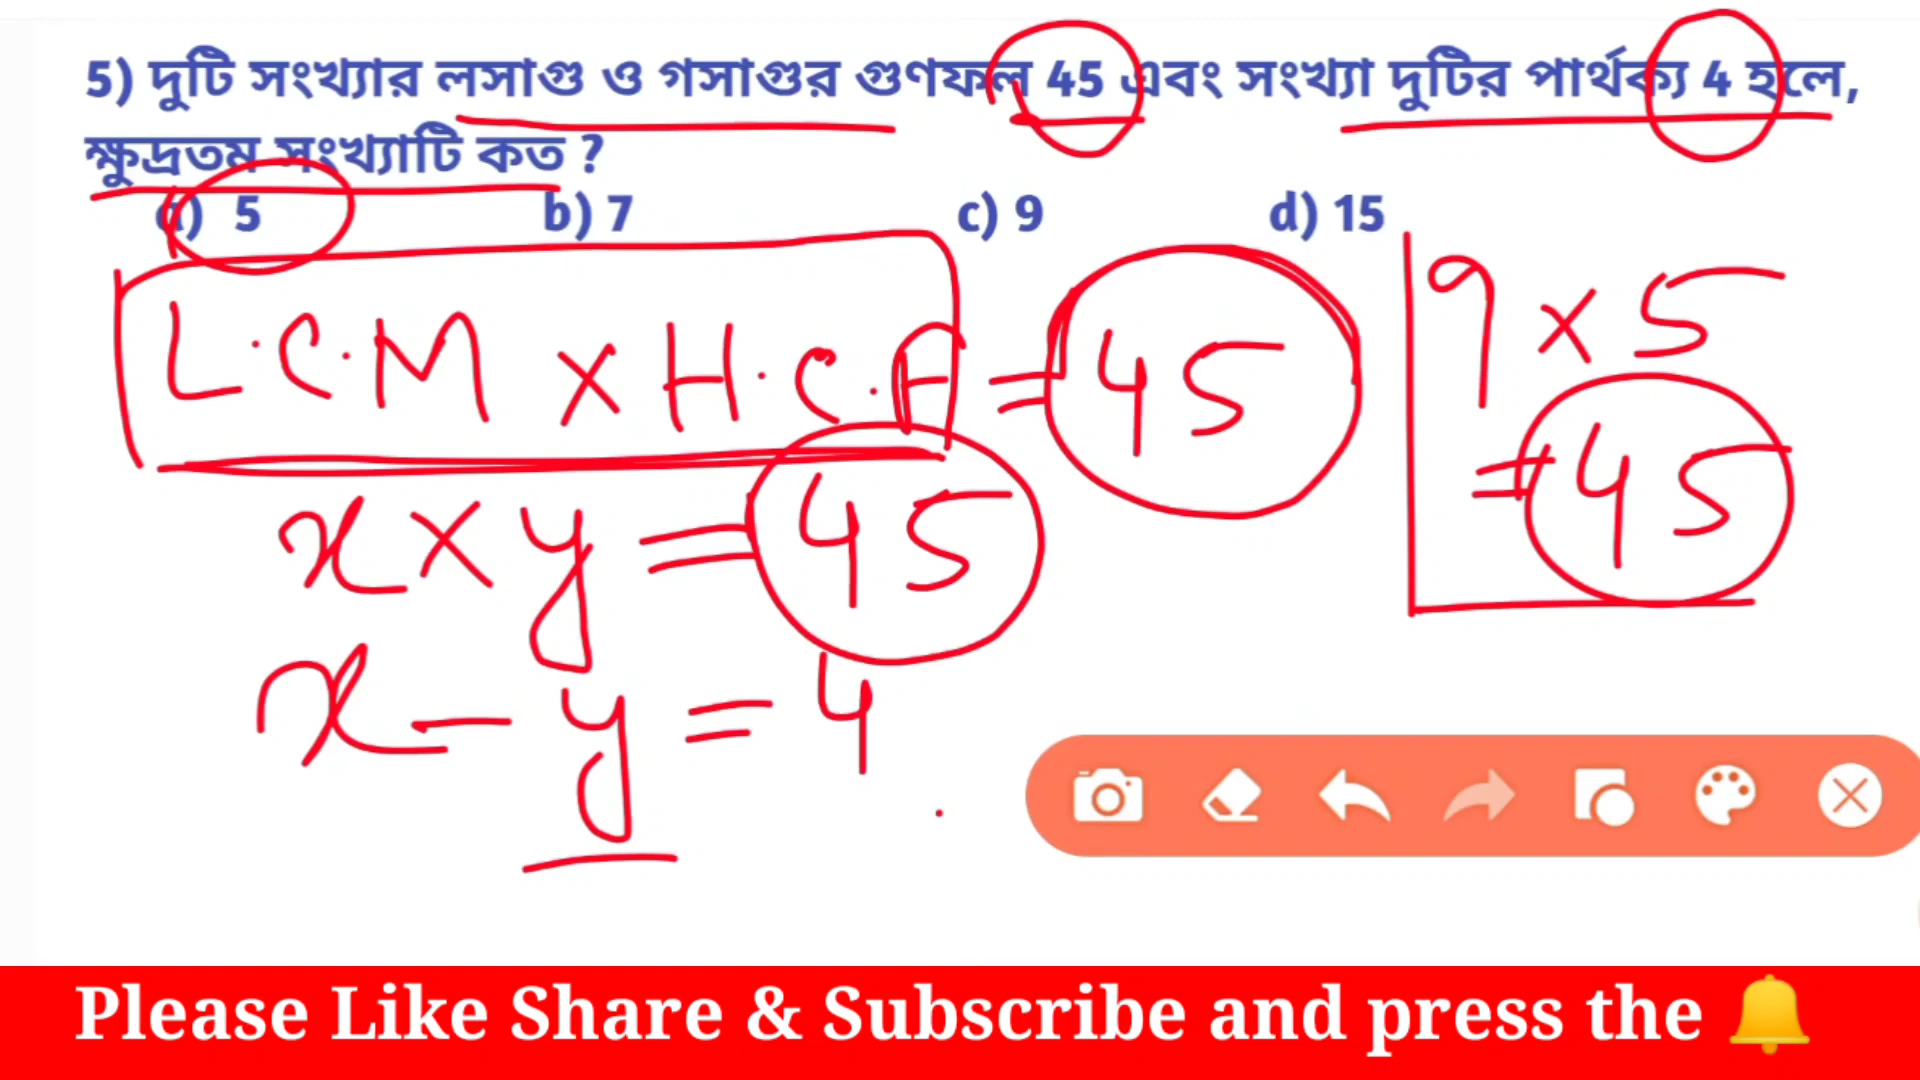 5) দুটি সংখ্যার লসাগু ও গসাগুর গুণফল 45 এবং সংখ্যা দুটির পার্থক্য 4 হলে,
ক্ষুদ্রতম সংখ্যাটি কত ?
a) 5 b) 7 c) 9 d) 15
L.C.M × H.C.F = 45
x × y = 45
x - y = 4
9 × 5
= 45
Please Like Share & Subscribe and press the 🔔